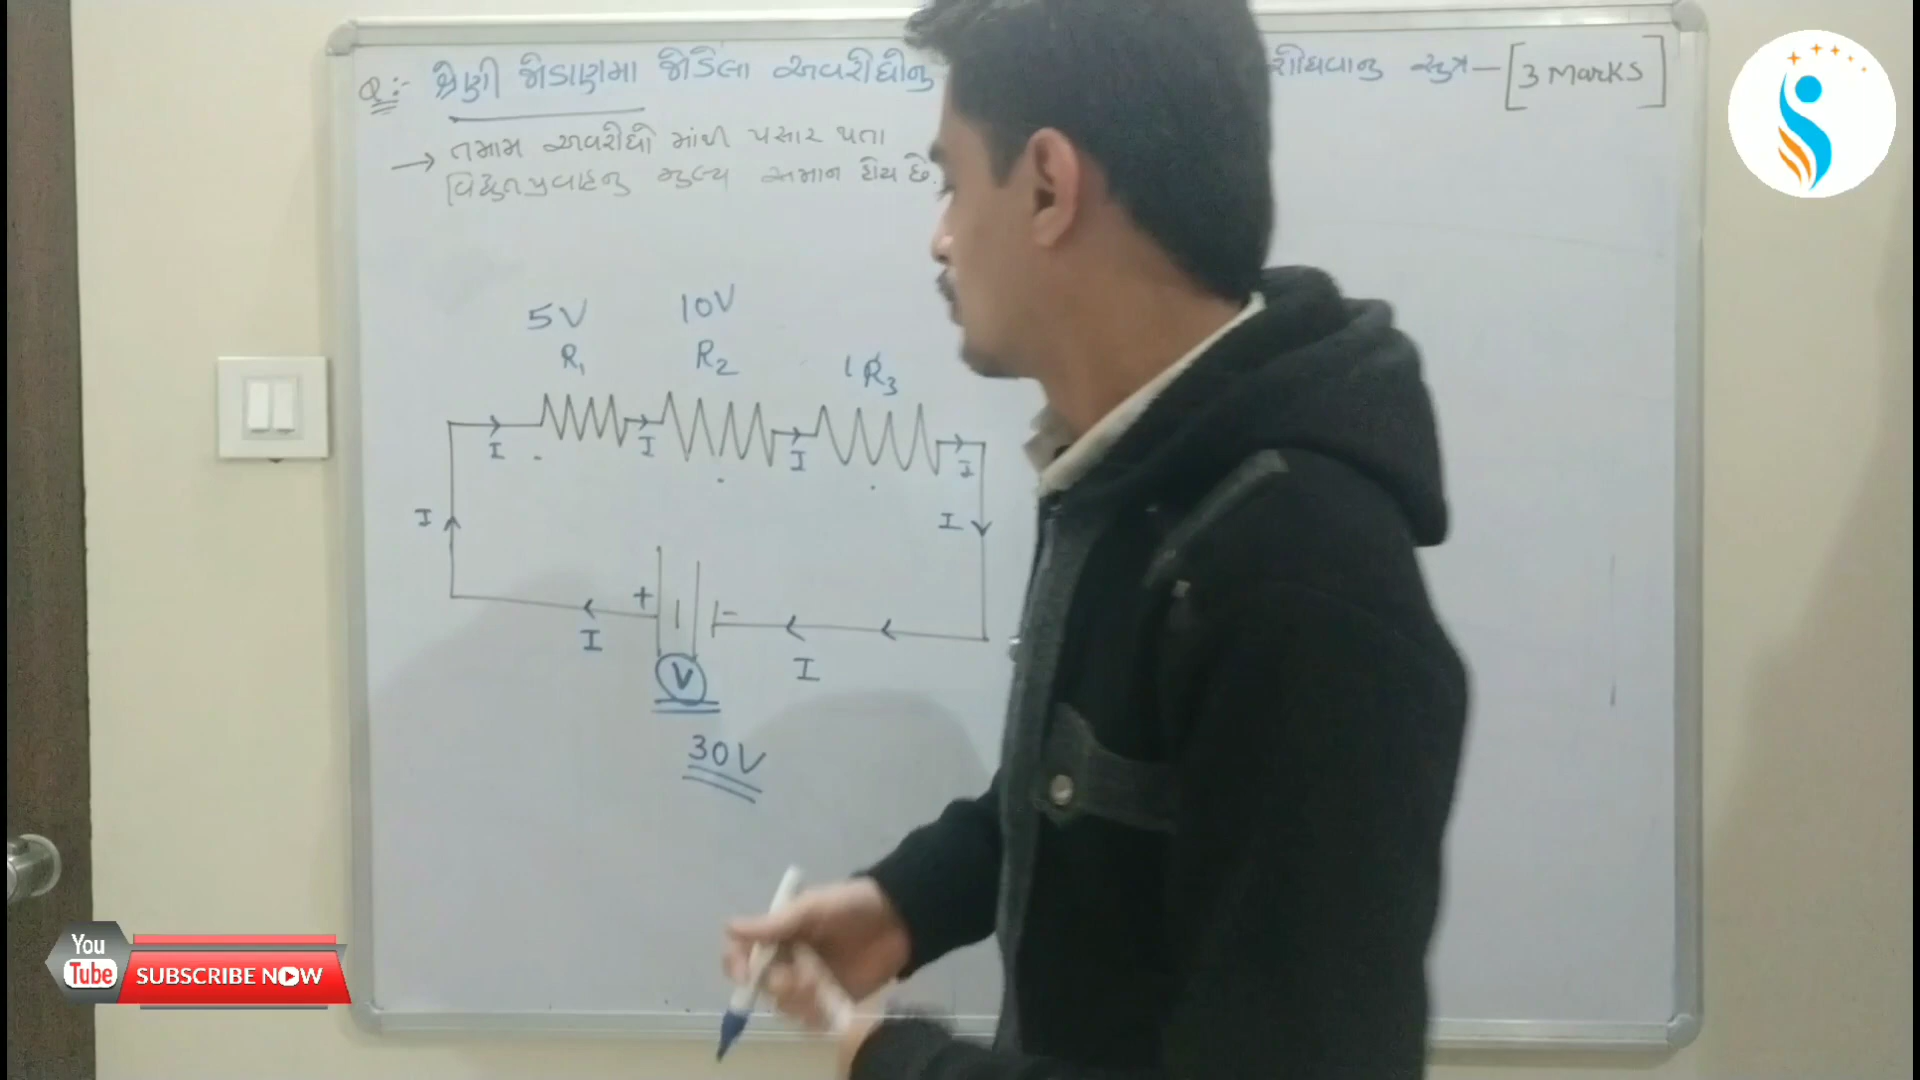 Q:- શ્રેણી જોડાણમા જોડેલા અવરોધોનુ શોધવાનુ સુત્ર - [3 Marks]
→ તમામ અવરોધો માંથી પસાર થતા
વિદ્યુતપ્રવાહનુ મુલ્ય સમાન હોય છે.
5V 10V
R1 R2 R3
I I I I
I I
+ -
I I
V
30V
You
Tube SUBSCRIBE NOW